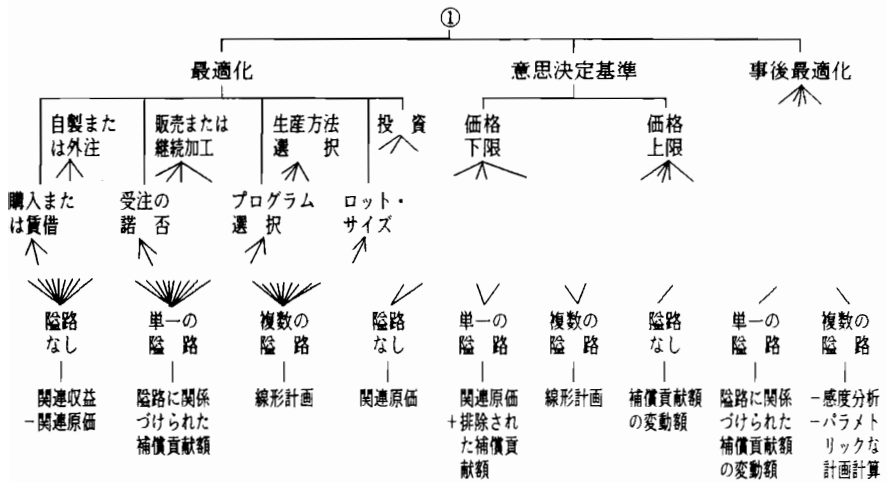 ①
最適化
意思決定基準
事後最適化
自製また
は外注
販売または
継続加工
生産方法
選択
投資
価格
下限
価格
上限
購入また
は賃借
受注の
諾否
プログラム
選択
ロット・
サイズ
隘路
なし
単一の
隘路
複数の
隘路
隘路
なし
単一の
隘路
複数の
隘路
隘路
なし
単一の
隘路
複数の
隘路
関連収益
－関連原価
隘路に関係
づけられた
補償貢献額
線形計画
関連原価
関連原価
＋排除され
た補償貢
献額
線形計画
補償貢献額
の変動額
隘路に関係
づけられた
補償貢献額
の変動額
－感度分析
－パラメト
リックな
計画計算